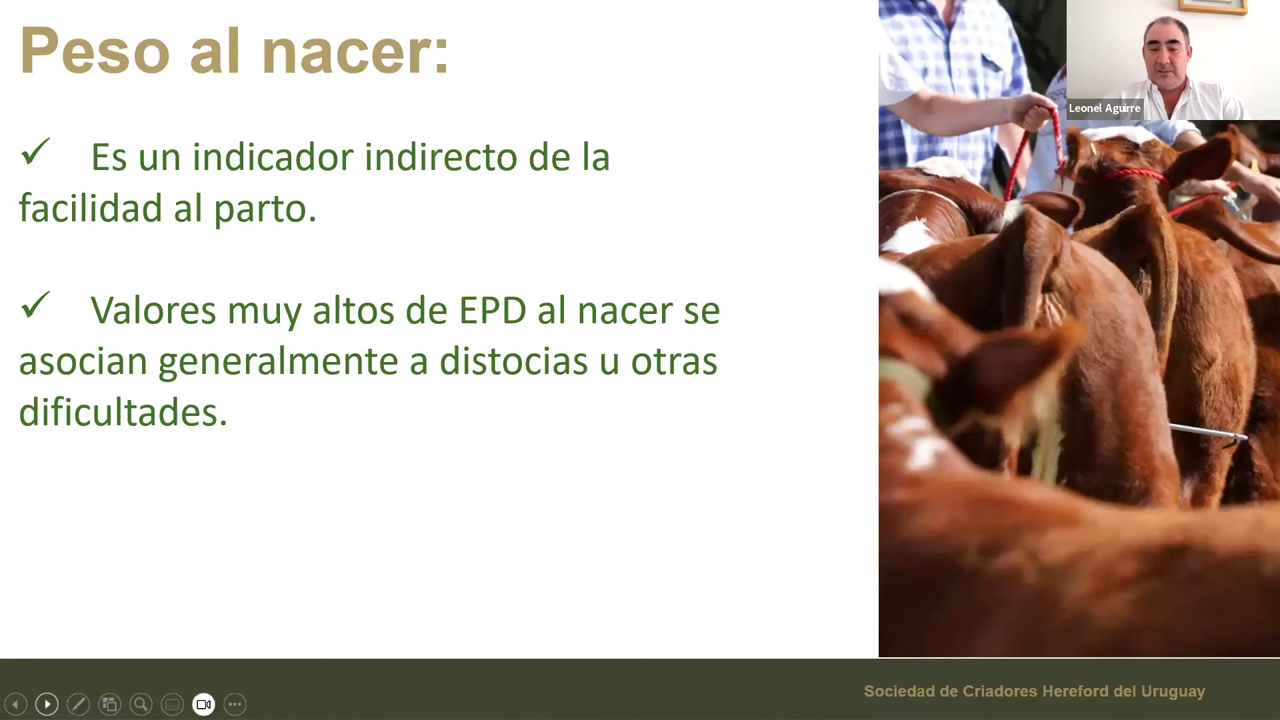 Peso al nacer:
Leonel Aguirre
✓ Es un indicador indirecto de la
facilidad al parto.
✓ Valores muy altos de EPD al nacer se
asocian generalmente a distocias u otras
dificultades.
Sociedad de Criadores Hereford del Uruguay